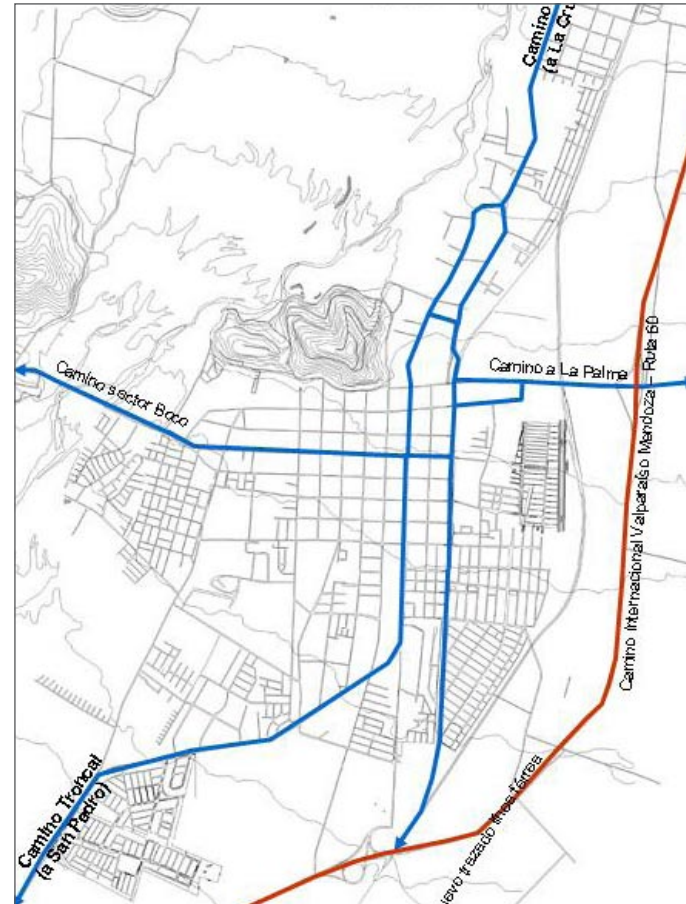 Camino
(a La Cru
Camino a La Palma
Camino sector Boco
Camino Internacional Valparaíso Mendoza - Ruta 60
Camino Troncal
(a San Pedro)
evo trazado línea férrea